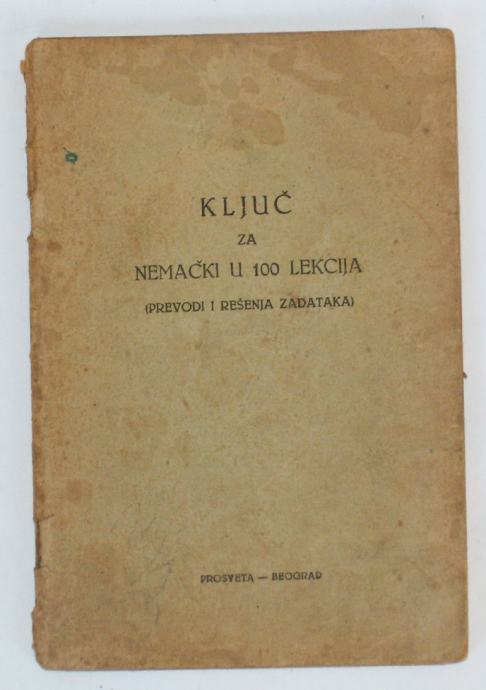 KLJUČ
ZA
NEMAČKI U 100 LEKCIJA
(PREVODI I REŠENJA ZADATAKA)
PROSVETA — BEOGRAD